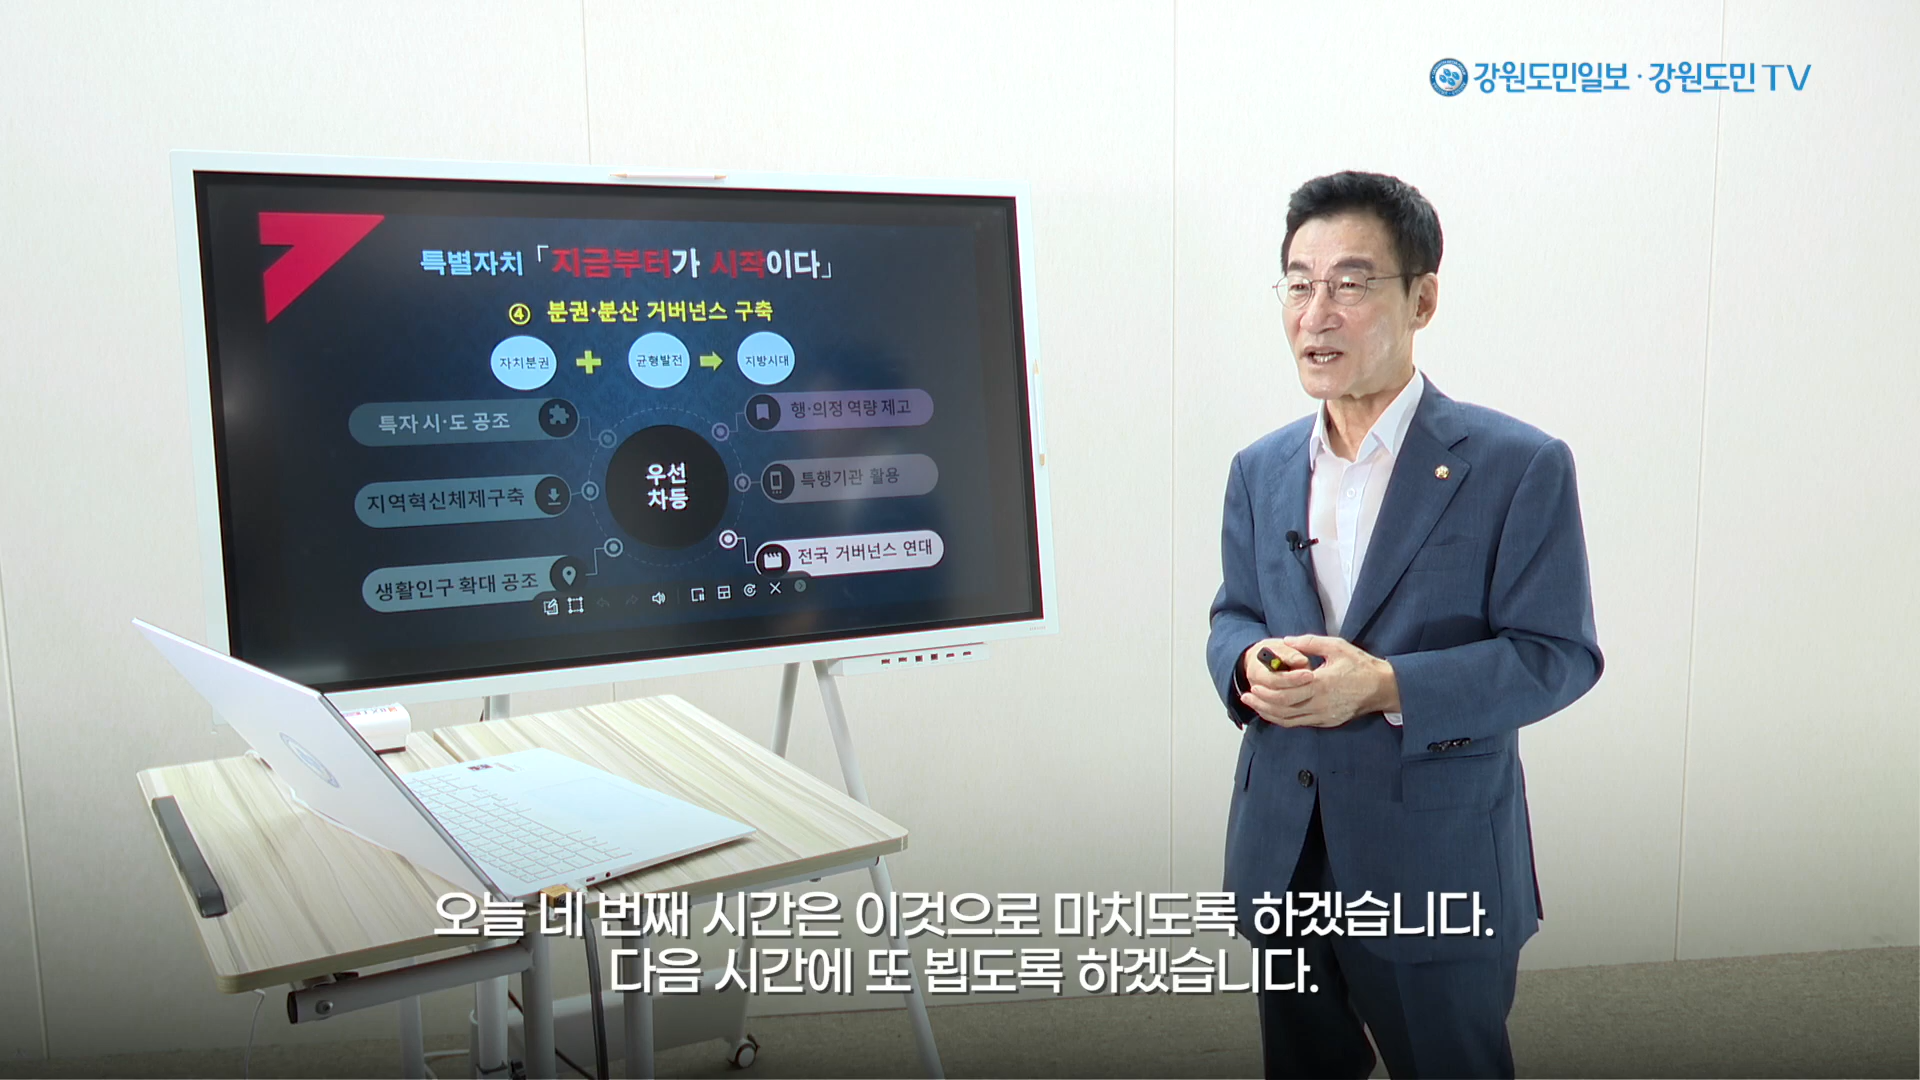 강원도민일보·강원도민TV
특별자치 「지금부터가 시작이다」
④ 분권·분산 거버넌스 구축
자치분권
균형발전
지방시대
특자 시·도 공조
행·의정 역량 제고
우선
차등
지역혁신체제구축
특행기관 활용
생활인구 확대 공조
전국 거버넌스 연대
오늘 네 번째 시간은 이것으로 마치도록 하겠습니다.
다음 시간에 또 뵙도록 하겠습니다.